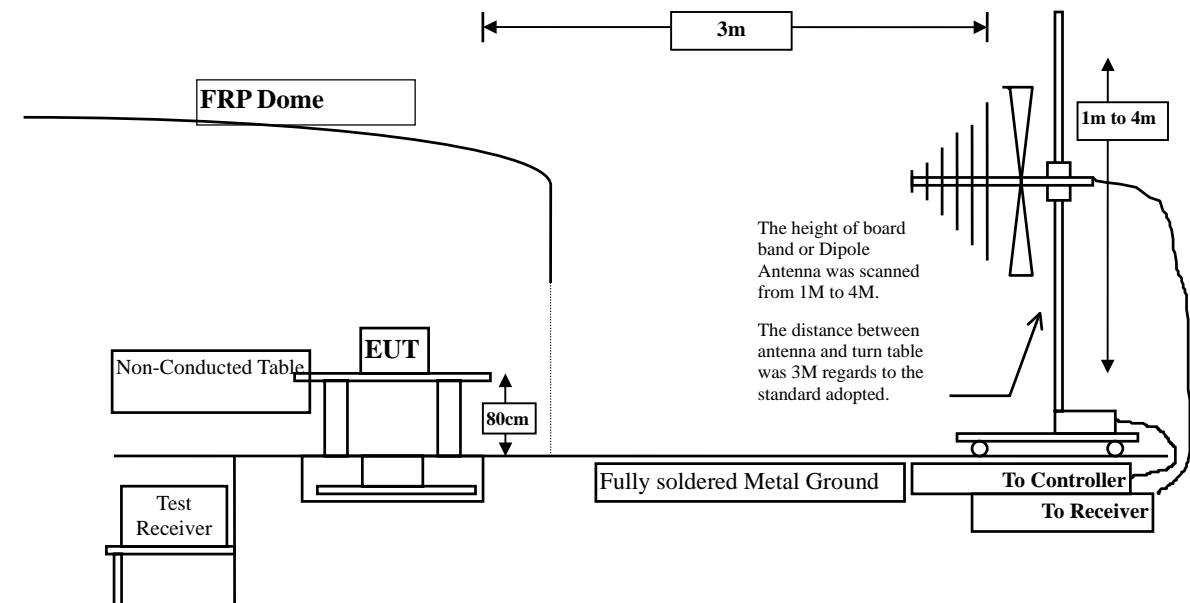 3m
FRP Dome
1m to 4m
The height of board
band or Dipole
Antenna was scanned
from 1M to 4M.
The distance between
antenna and turn table
was 3M regards to the
standard adopted.
EUT
Non-Conducted Table
80cm
Fully soldered Metal Ground
To Controller
To Receiver
Test
Receiver